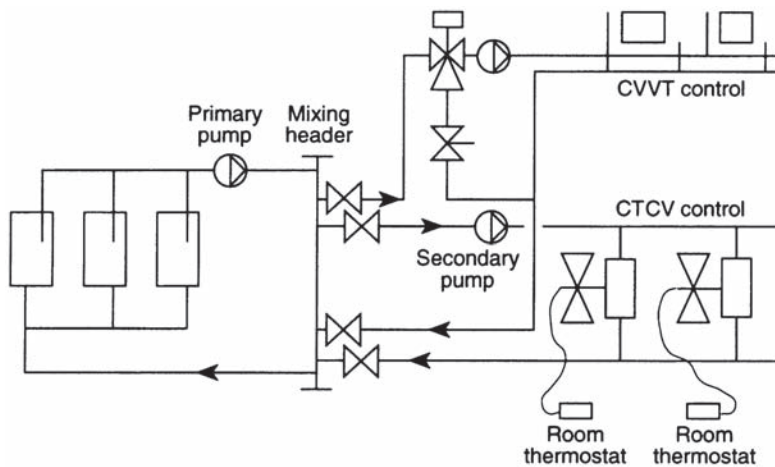 Primary
pump
Mixing
header
CVVT control
CTCV control
Secondary
pump
Room
thermostat
Room
thermostat